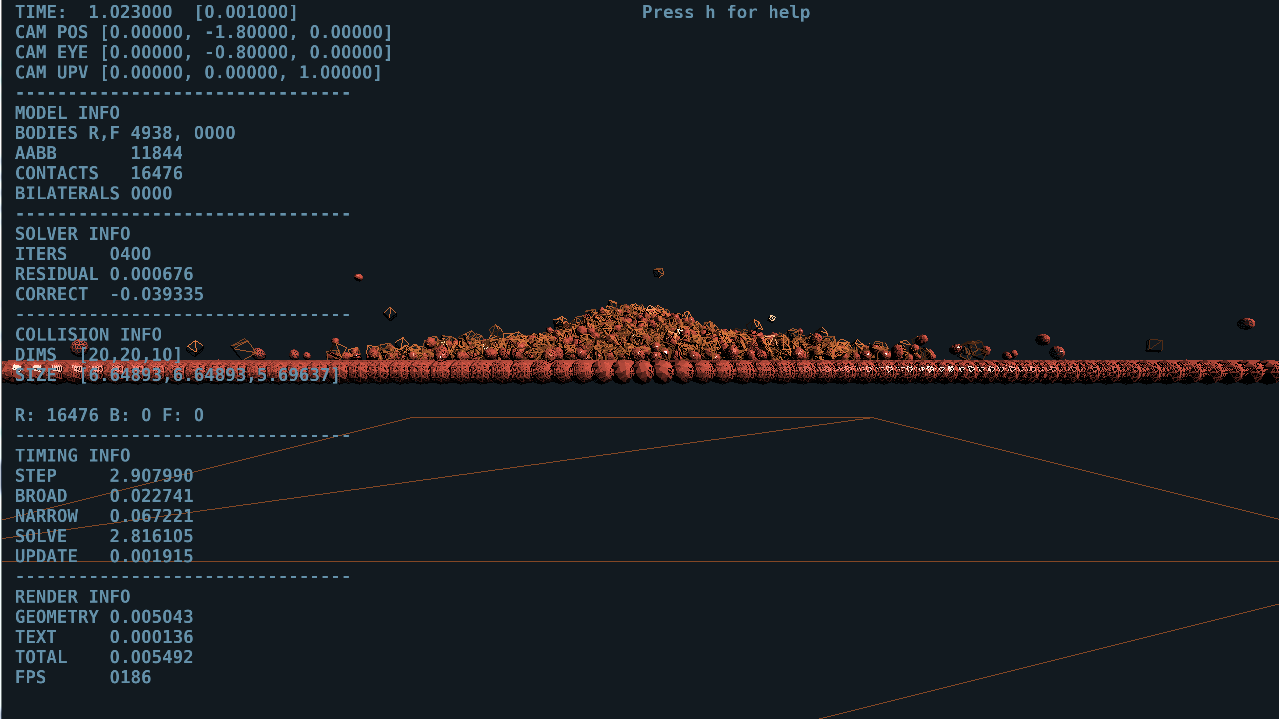 TIME:  1.023000  [0.001000]
Press h for help
CAM POS [0.00000, -1.80000, 0.00000]
CAM EYE [0.00000, -0.80000, 0.00000]
CAM UPV [0.00000, 0.00000, 1.00000]
--------------------------------
MODEL INFO
BODIES R,F 4938, 0000
AABB       11844
CONTACTS   16476
BILATERALS 0000
--------------------------------
SOLVER INFO
ITERS    0400
RESIDUAL 0.000676
CORRECT  -0.039335
--------------------------------
COLLISION INFO
DIMS  [20,20,10]
SIZE  [6.64893,6.64893,5.69637]
R: 16476 B: 0 F: 0
--------------------------------
TIMING INFO
STEP     2.907990
BROAD    0.022741
NARROW   0.067221
SOLVE    2.816105
UPDATE   0.001915
--------------------------------
RENDER INFO
GEOMETRY 0.005043
TEXT     0.000136
TOTAL    0.005492
FPS      0186